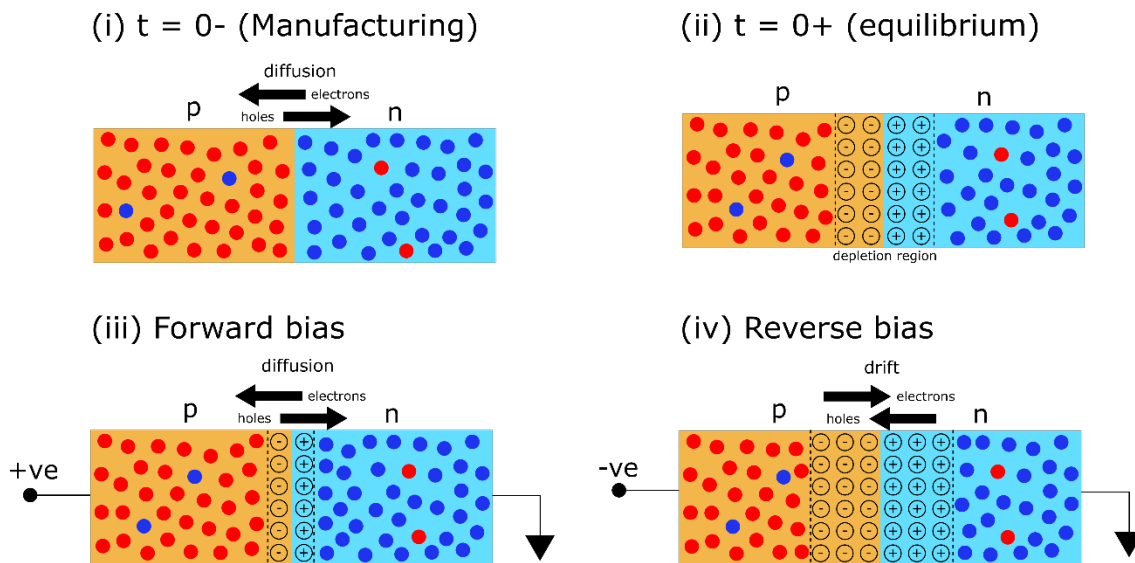 (i) t = 0- (Manufacturing)
diffusion
electrons
p
holes
n
(ii) t = 0+ (equilibrium)
p
n
- - + +
- - + +
- - + +
- - + +
- - + +
- - + +
- - + +
depletion region
(iii) Forward bias
diffusion
electrons
p
holes
n
+ve
- +
- +
- +
- +
- +
- +
- +
(iv) Reverse bias
drift
electrons
p
holes
n
-ve
- - - + + +
- - - + + +
- - - + + +
- - - + + +
- - - + + +
- - - + + +
- - - + + +